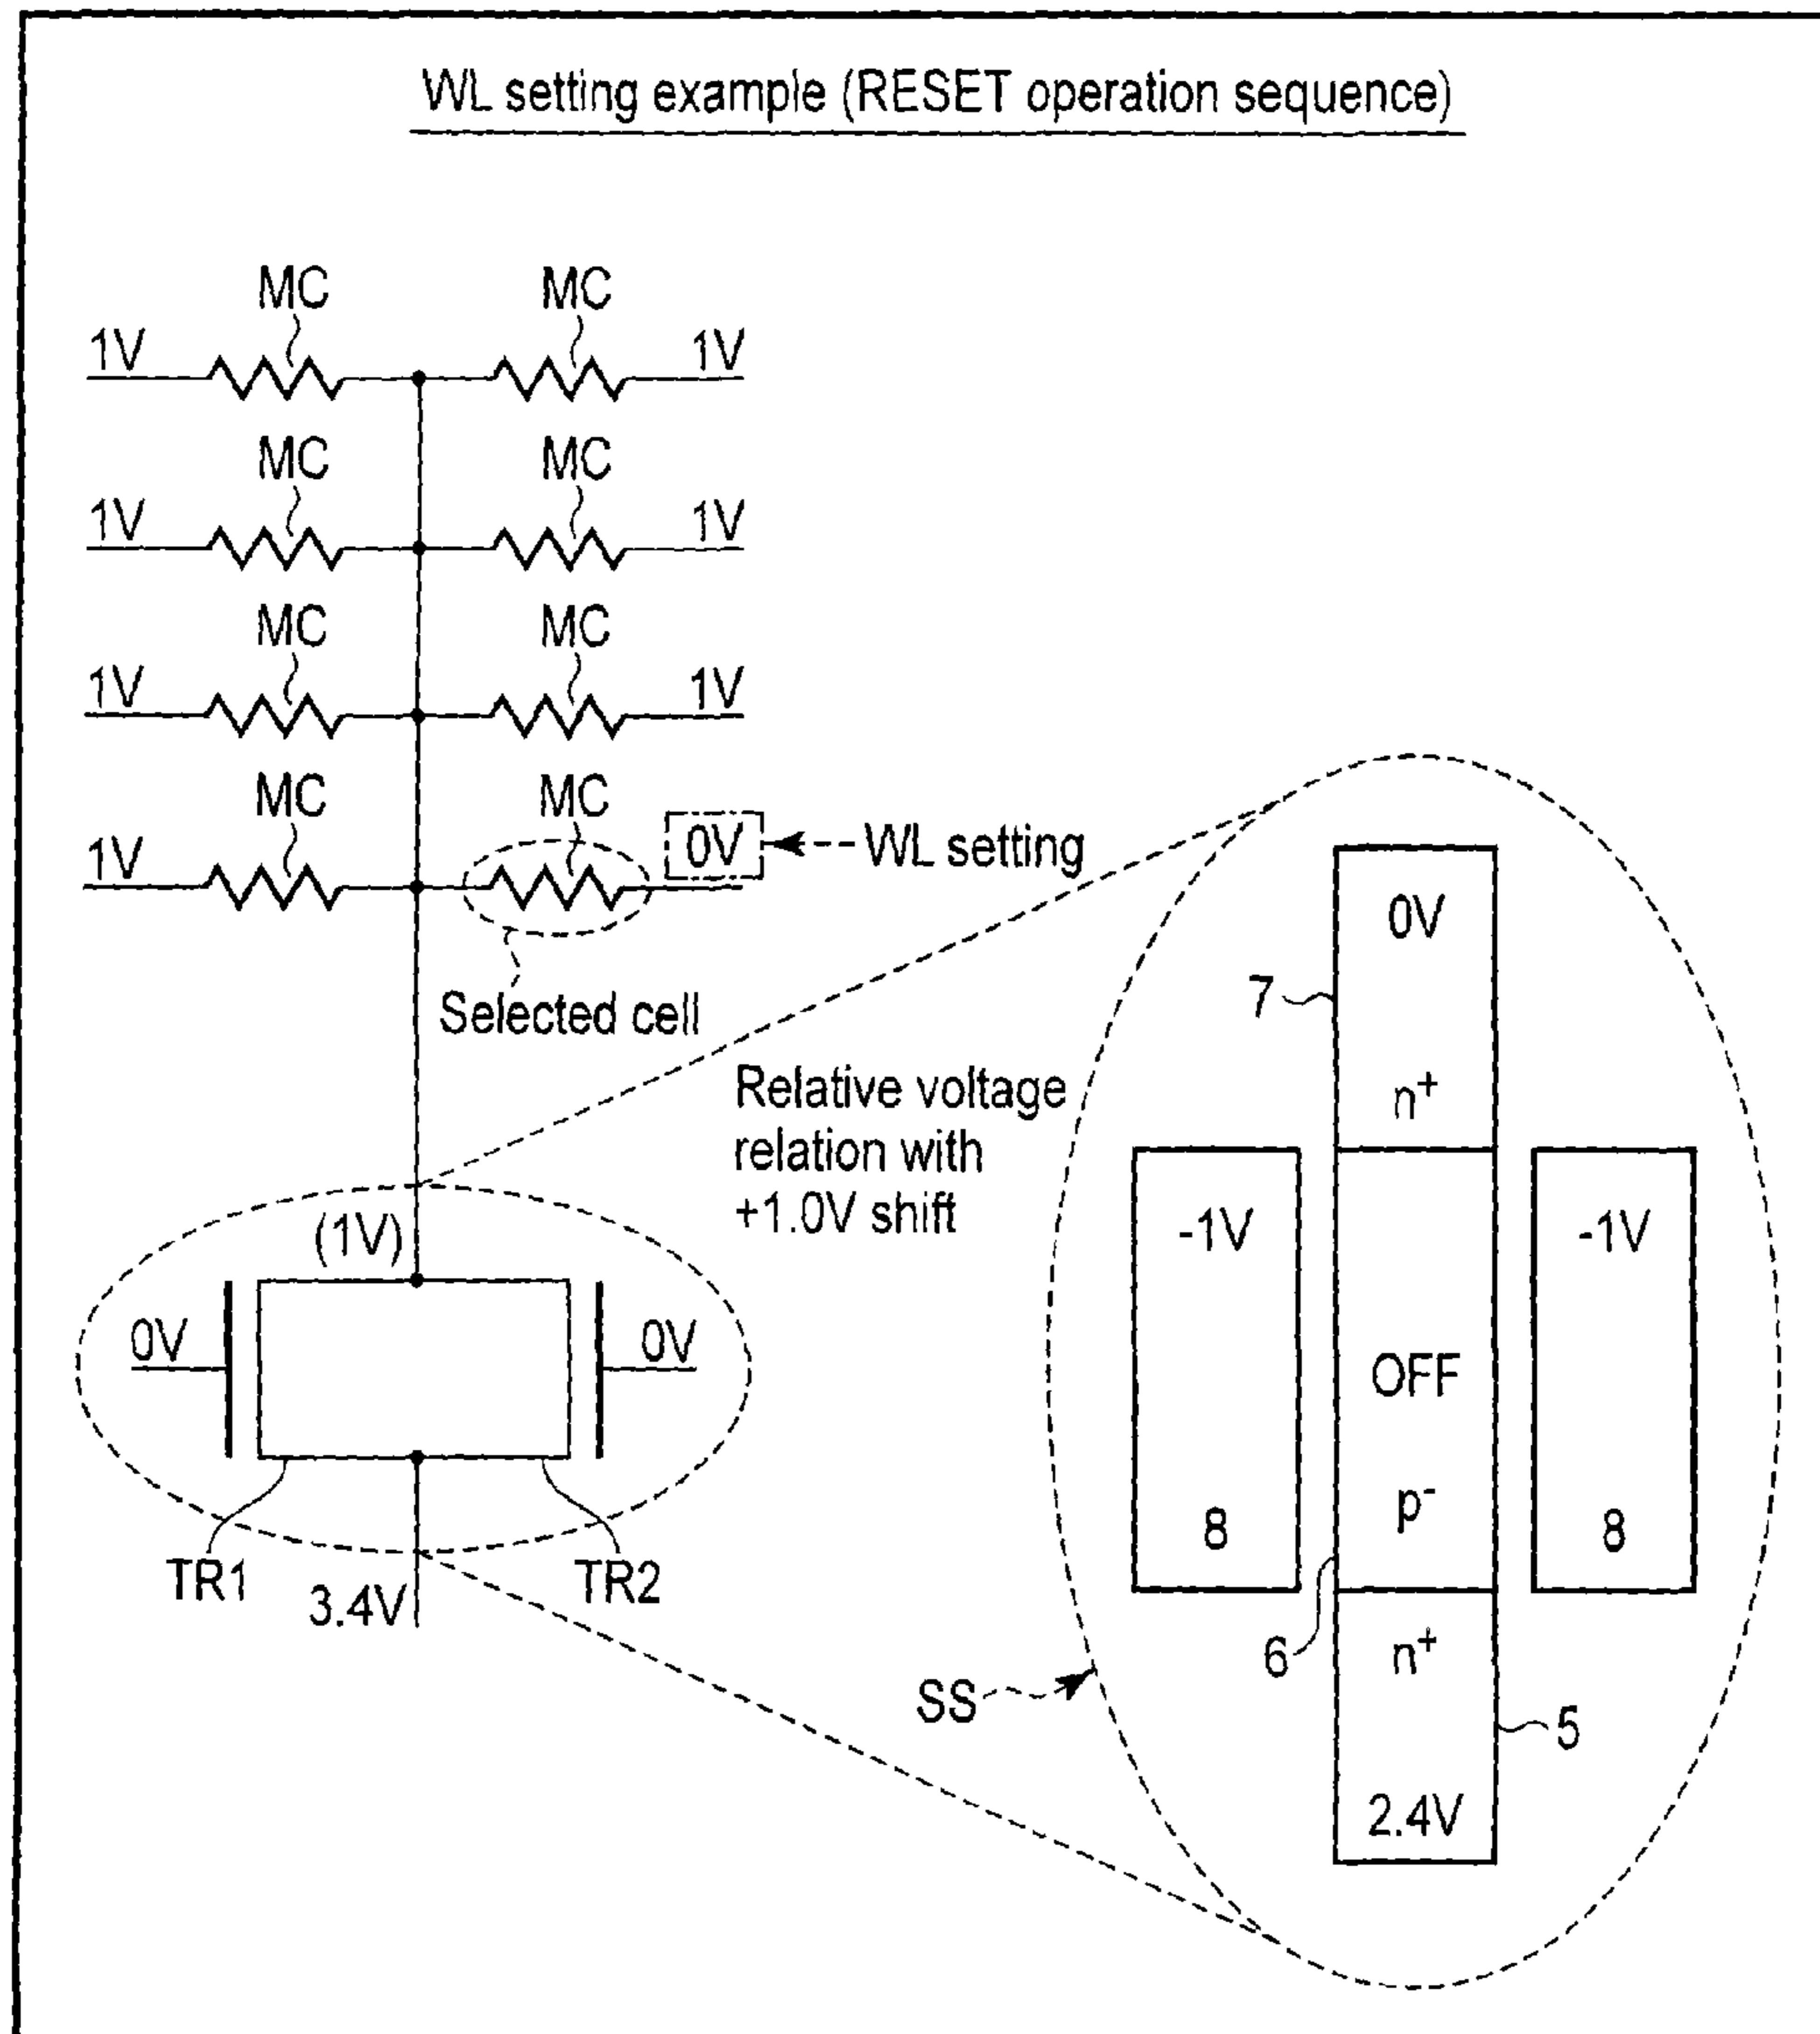 WL setting example (RESET operation sequence)
MC MC
1V 1V
MC MC
1V 1V
MC MC
1V 1V
MC MC
1V 0V WL setting
Selected cell
Relative voltage
relation with
+1.0V shift
(1V)
0V 0V
TR1 TR2
3.4V
0V
7
n+
-1V -1V
OFF
p-
8 8
6
n+
SS
5
2.4V